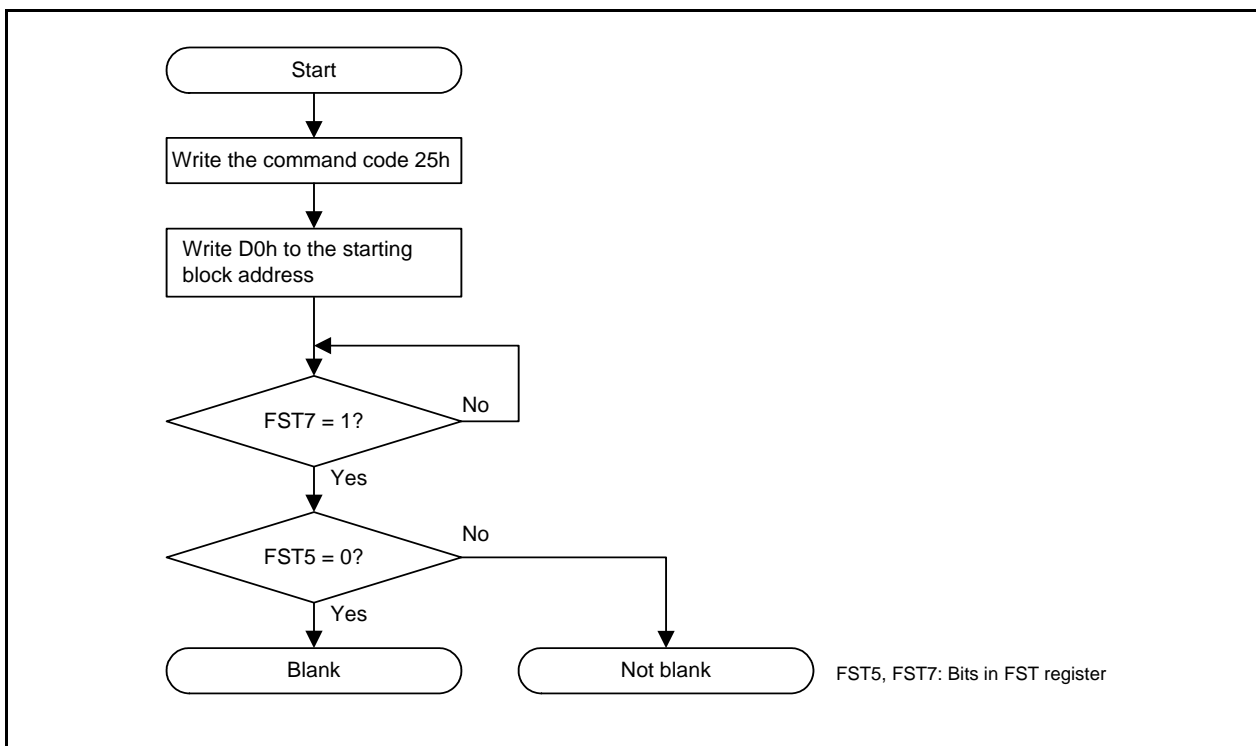 Start
Write the command code 25h
Write D0h to the starting
block address
FST7 = 1?
No
Yes
FST5 = 0?
No
Yes
Blank
Not blank
FST5, FST7: Bits in FST register